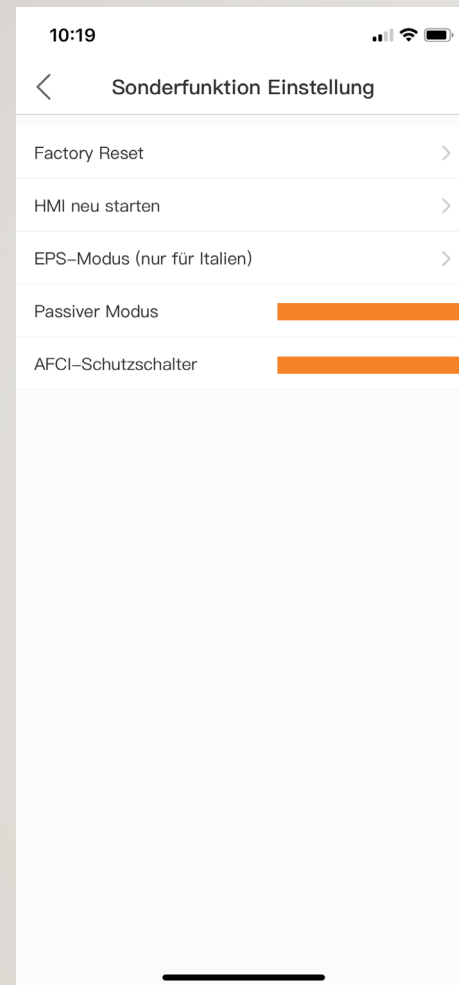 10:19
Sonderfunktion Einstellung
Factory Reset
HMI neu starten
EPS–Modus (nur für Italien)
Passiver Modus
AFCI–Schutzschalter